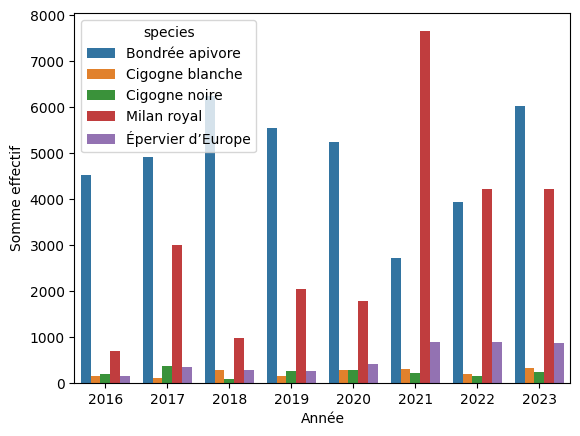 8000
7000
6000
5000
4000
3000
2000
1000
0
Somme effectif
species
Bondrée apivore
Cigogne blanche
Cigogne noire
Milan royal
Épervier d’Europe
2016 2017 2018 2019 2020 2021 2022 2023
Année